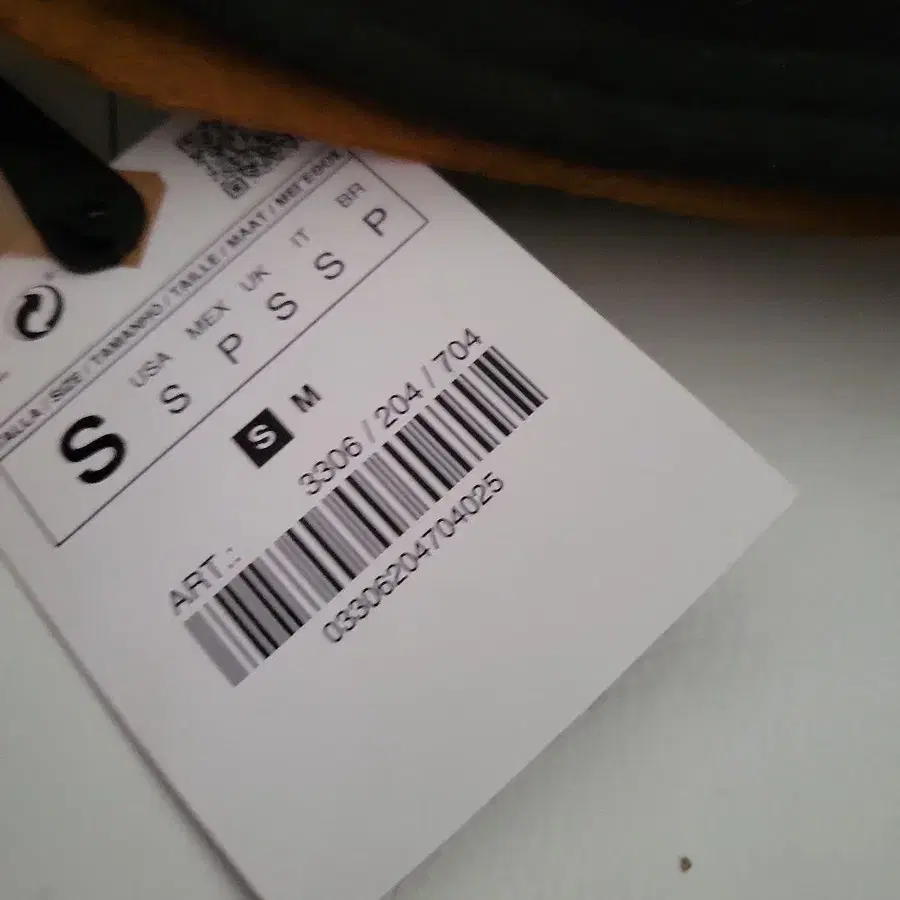 TALLA / SIZE / TAMANHO / TAILLE / MAAT /
USA MEX UK IT BR
S S P S S P
S M
ART.: 3306 / 204 / 704
03306204704025